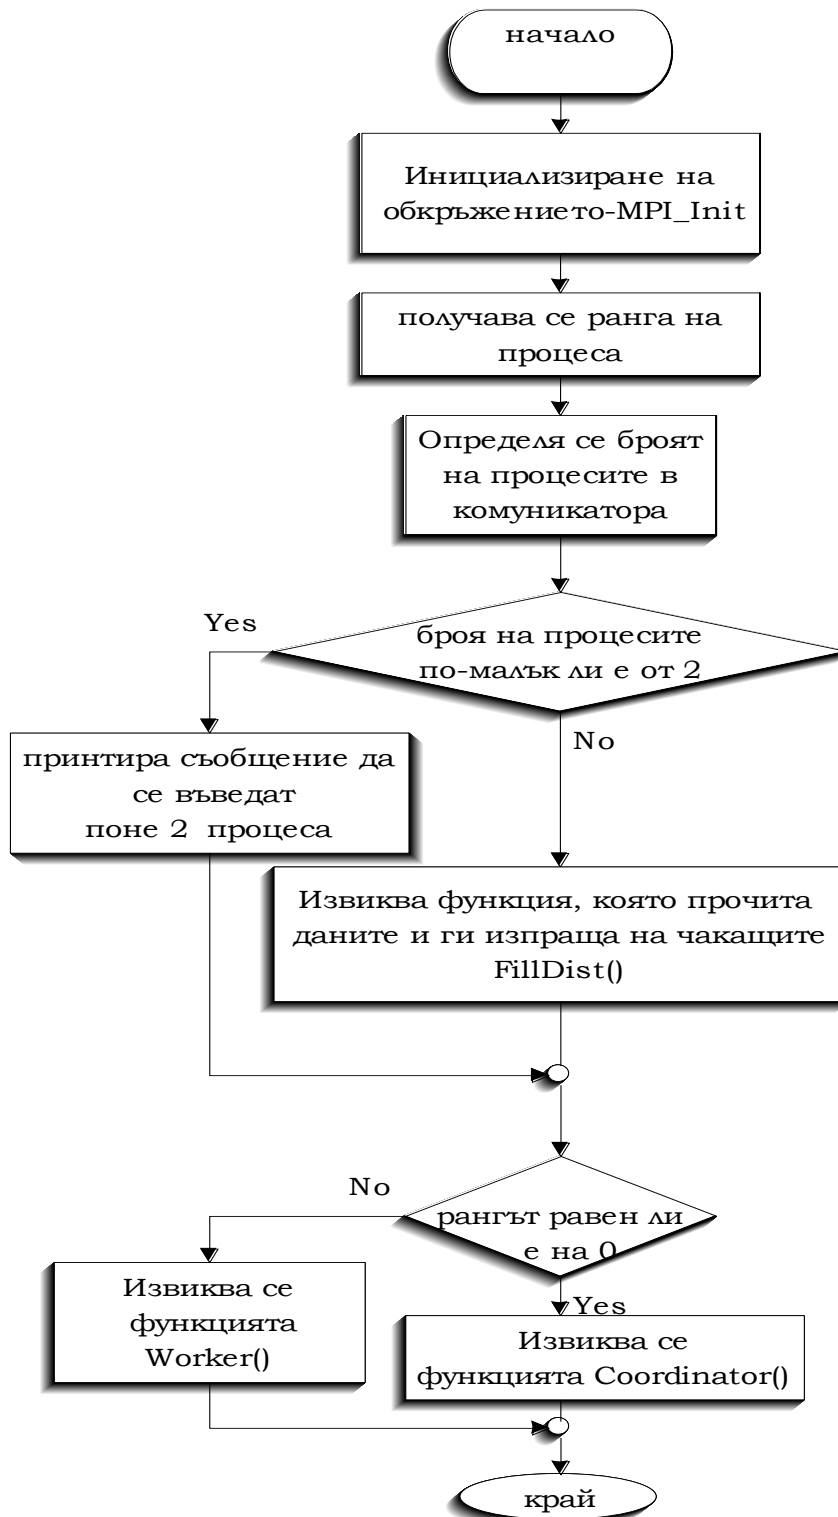 начало
Инициализиране на
обкръжението-MPI_Init
получава се ранга на
процеса
Определя се броят
на процесите в
комуникатора
Yes
броя на процесите
по-малък ли е от 2
No
принтира съобщение да
се въведат
поне 2 процеса
Извиква функция, която прочита
даните и ги изпраща на чакащите
FillDist()
No
рангът равен ли
е на 0
Yes
Извиква се
функцията
Worker()
Извиква се
функцията Coordinator()
край